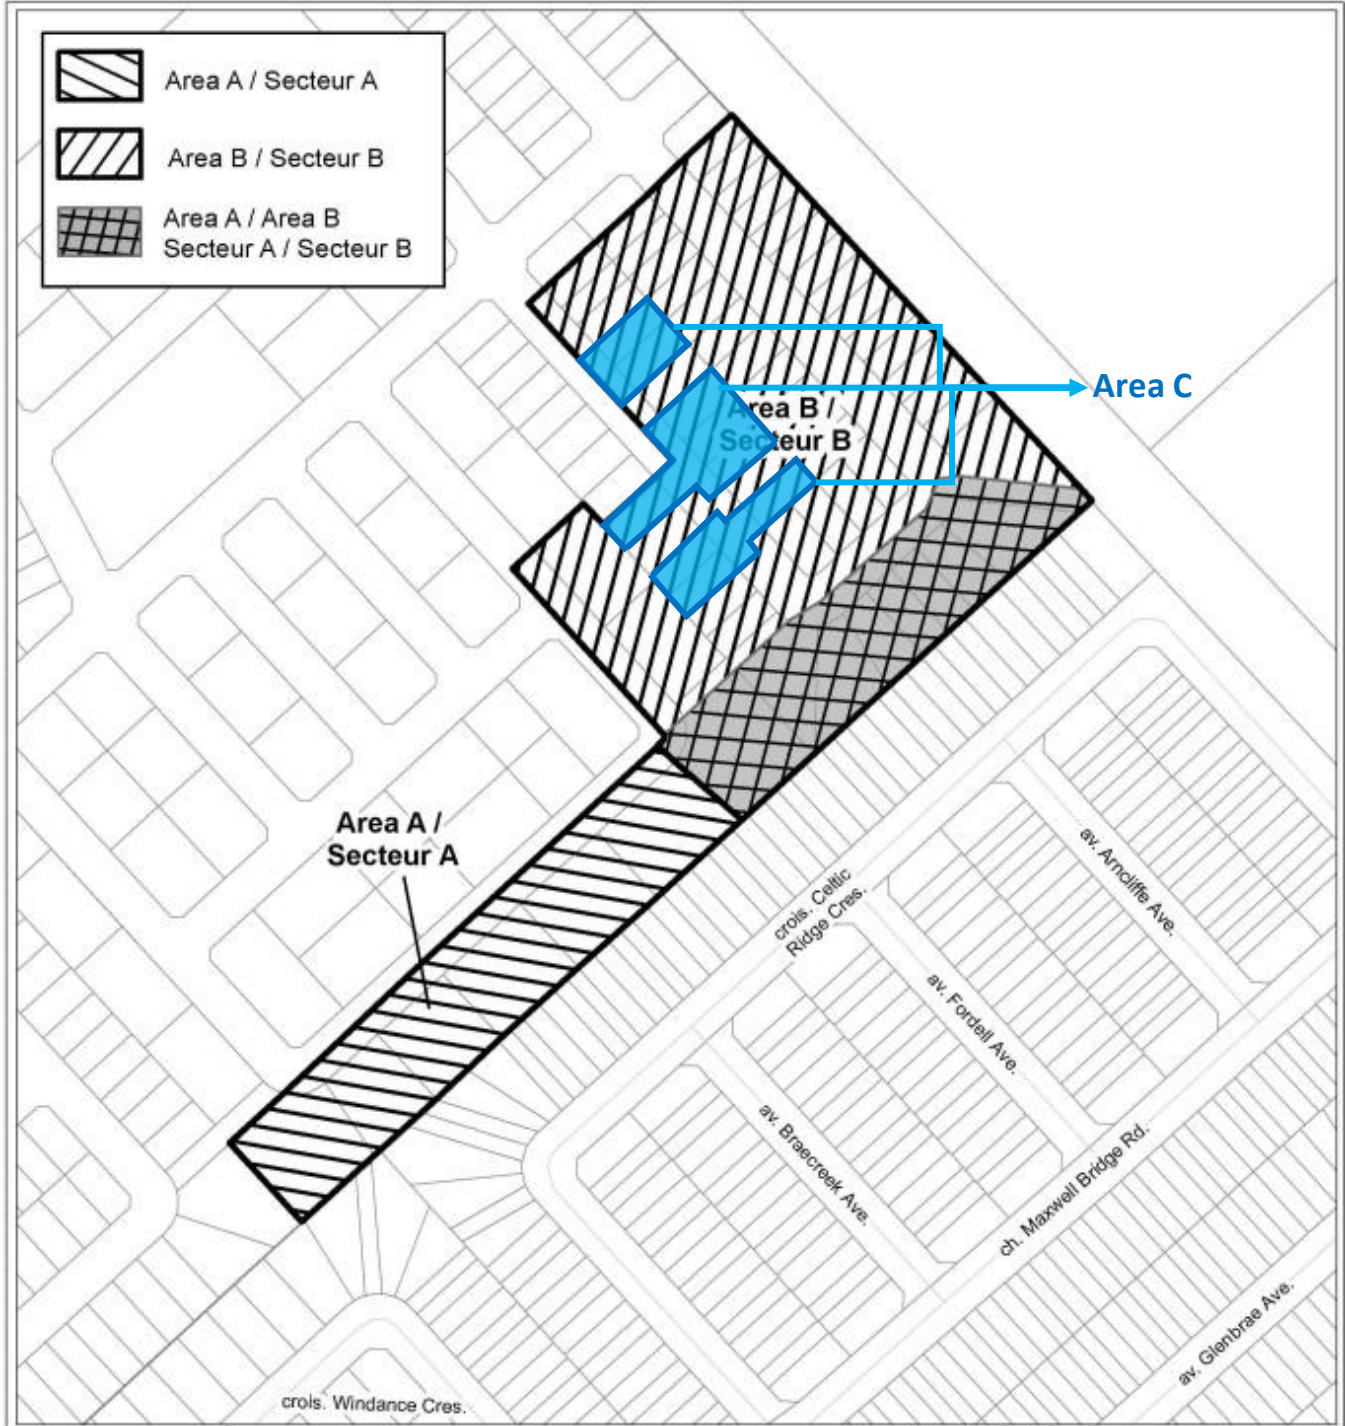 Area A / Secteur A
Area B / Secteur B
Area A / Area B
Secteur A / Secteur B
Area C
Area B /
Secteur B
Area A /
Secteur A
av. Arncliffe Ave.
crois. Celtic
Ridge Cres.
av. Fordell Ave.
av. Braecreek Ave.
ch. Maxwell Bridge Rd.
av. Glenbrae Ave.
crois. Windance Cres.